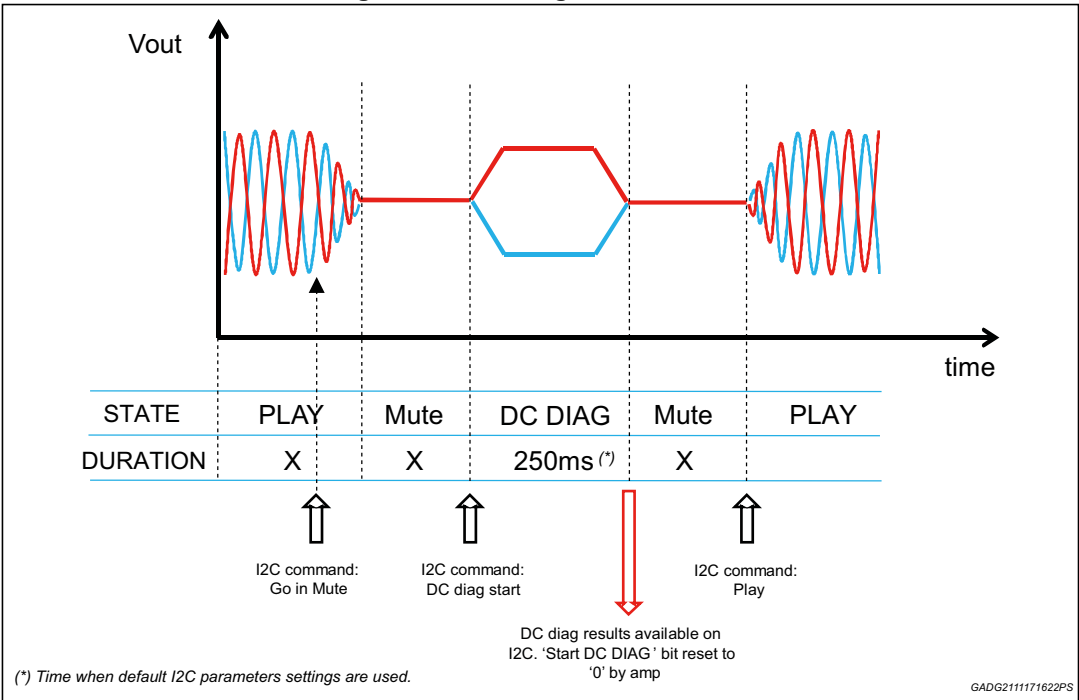 Vout
time
STATE PLAY Mute DC DIAG Mute PLAY
DURATION X X 250ms (*) X
I2C command:
Go in Mute
I2C command:
DC diag start
I2C command:
Play
DC diag results available on
I2C. ‘Start DC DIAG ’ bit reset to
‘0’ by amp
(*) Time when default I2C parameters settings are used.
GADG2111171622PS